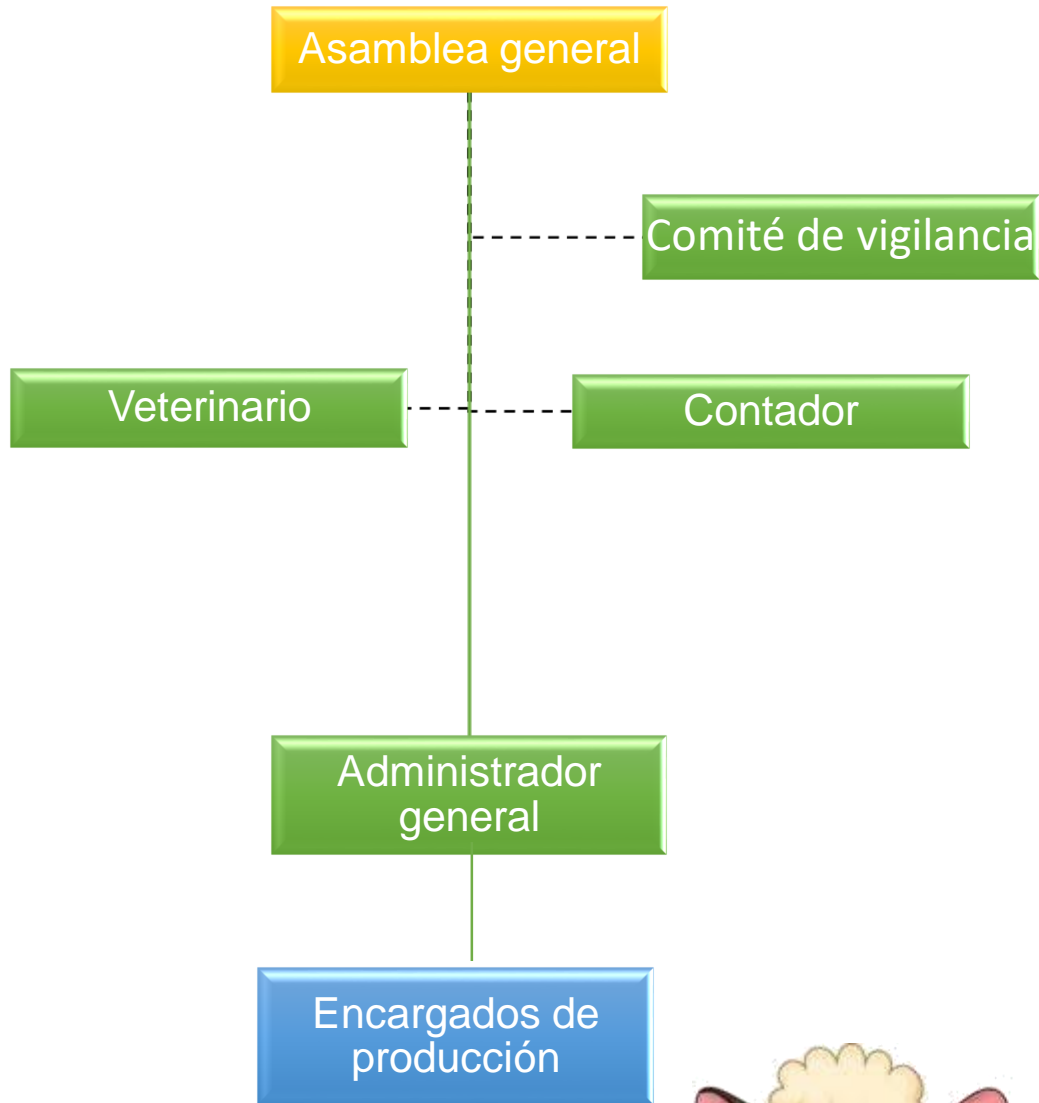 Asamblea general
Comité de vigilancia
Veterinario
Contador
Administrador
general
Encargados de
producción